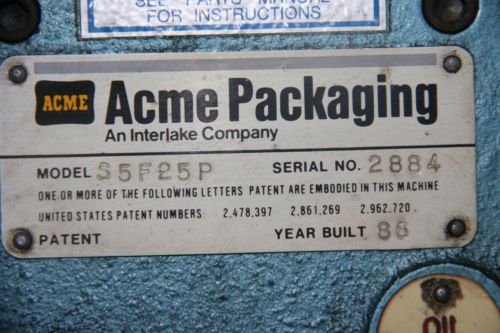 SEE PARTS MANUAL
FOR INSTRUCTIONS
ACME Acme Packaging
An Interlake Company
MODEL S5F25P SERIAL NO. 2884
ONE OR MORE OF THE FOLLOWING LETTERS PATENT ARE EMBODIED IN THIS MACHINE
UNITED STATES PATENT NUMBERS 2,478,397 2,861,269 2,962,720.
PATENT YEAR BUILT 86
OIL